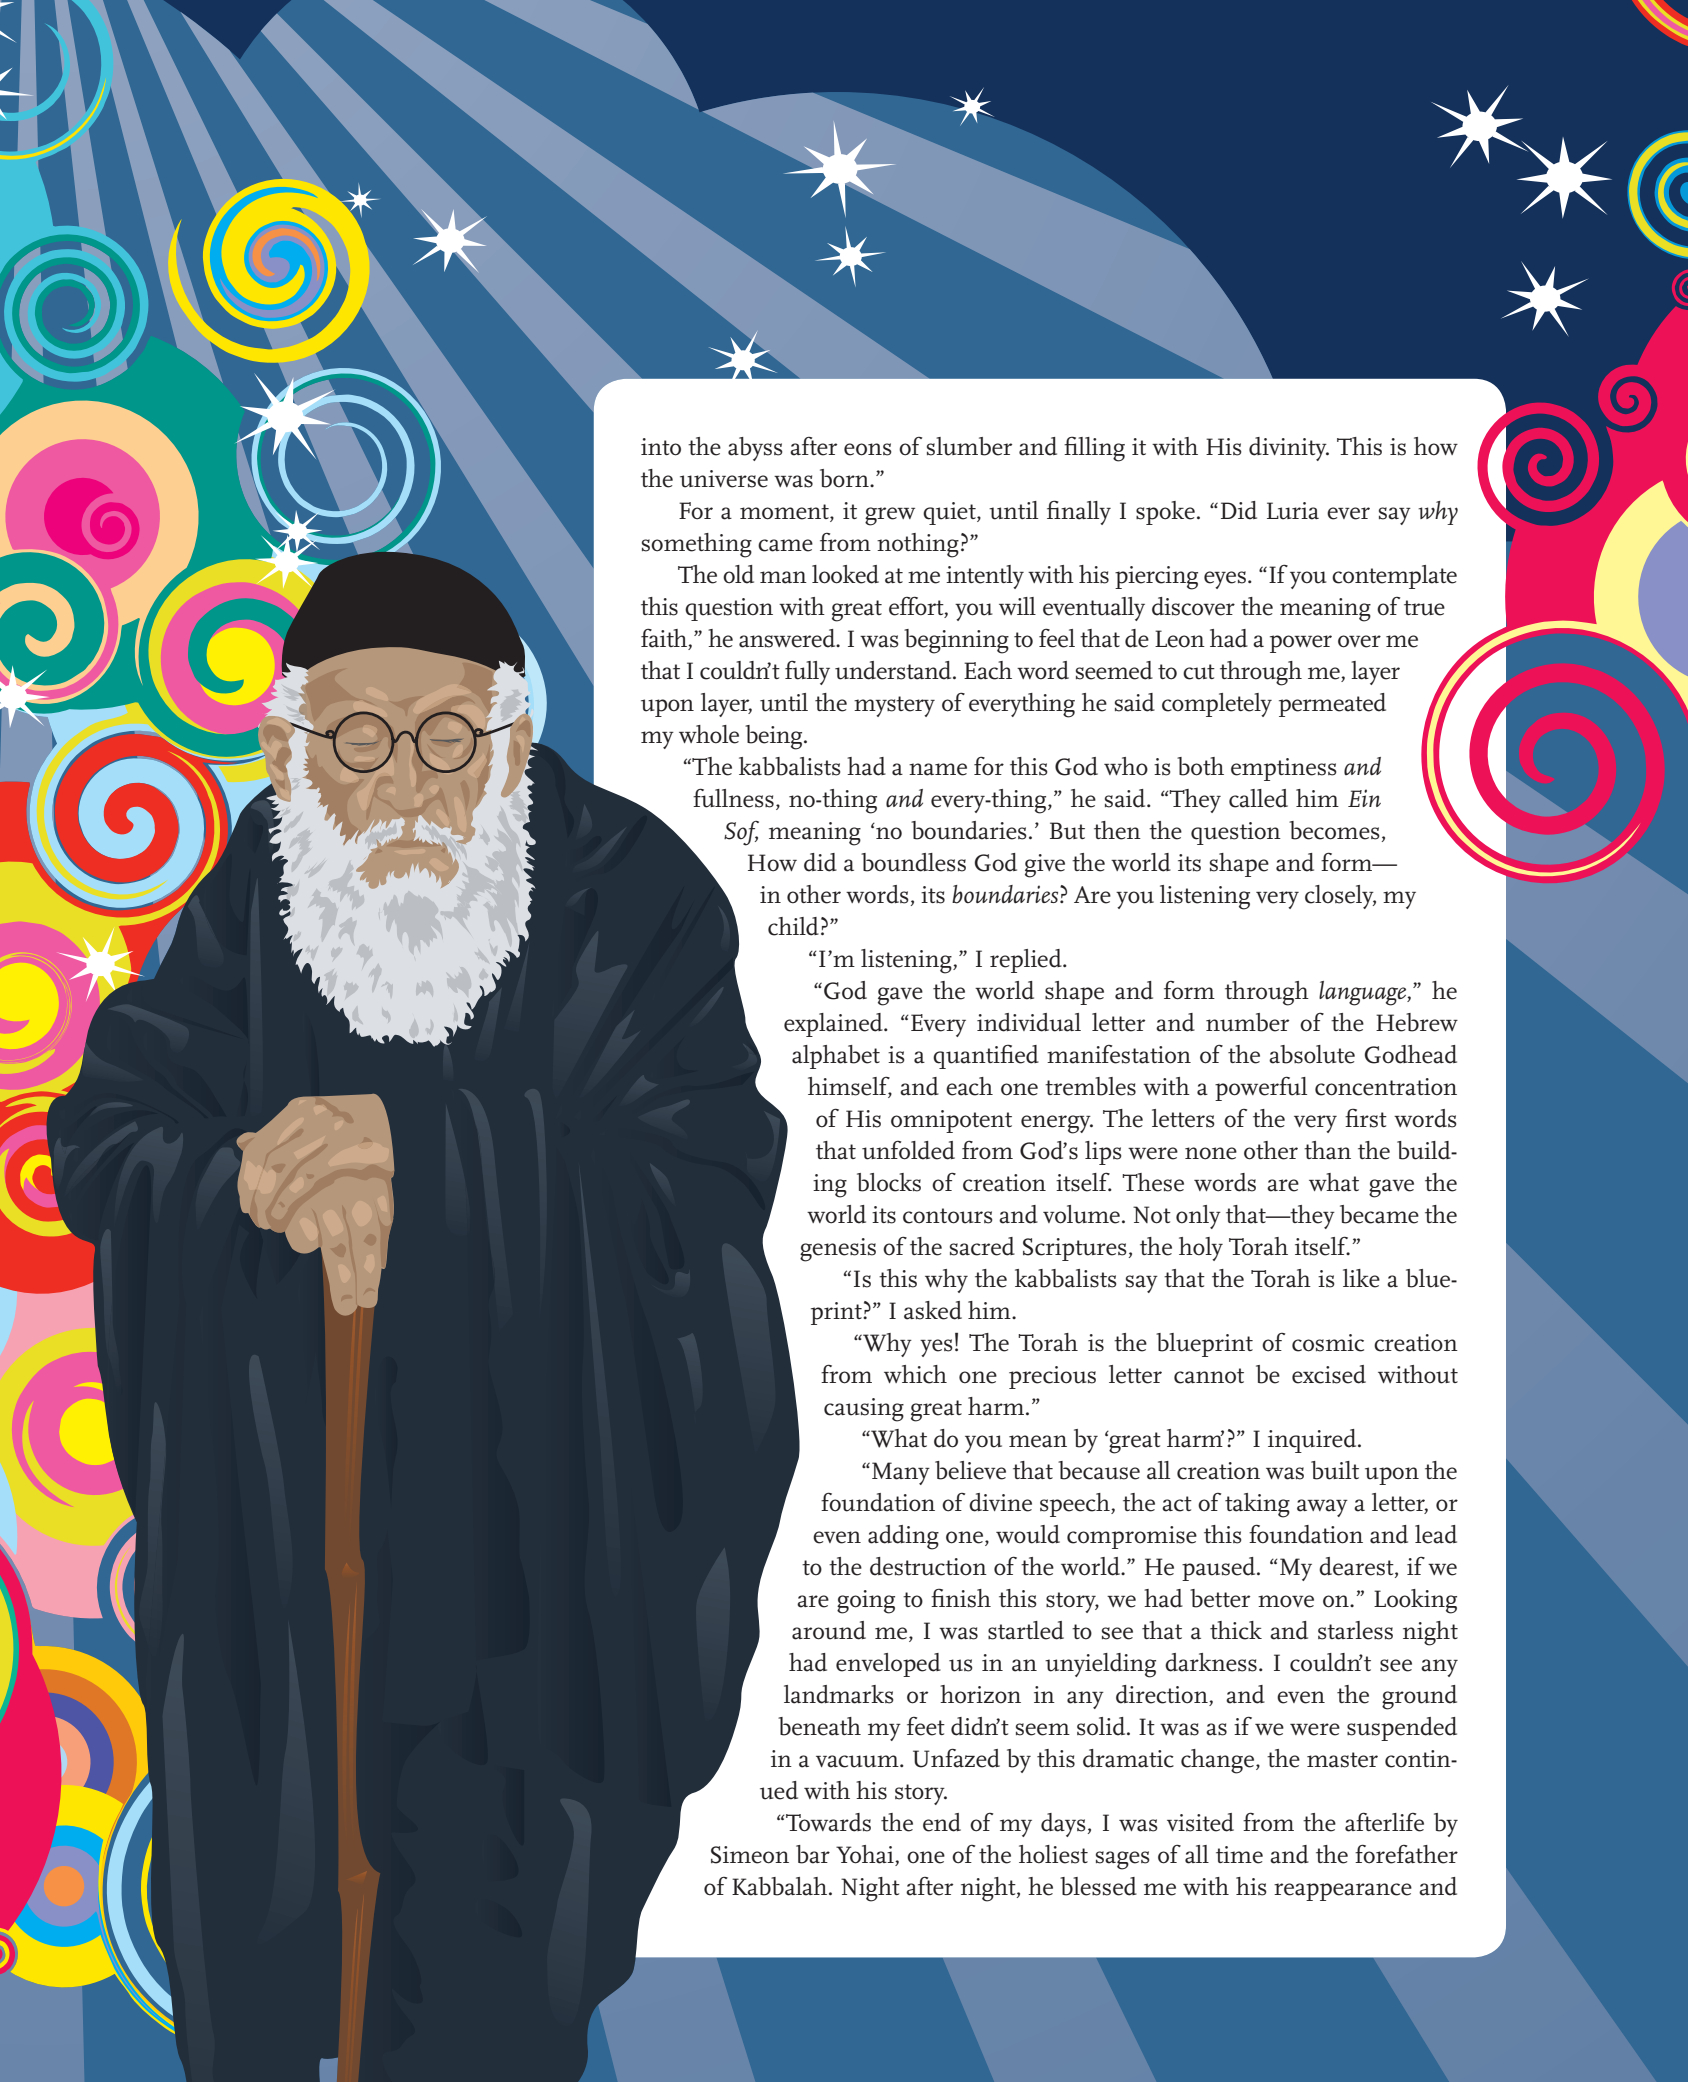 into the abyss after eons of slumber and filling it with His divinity. This is how
the universe was born.”
For a moment, it grew quiet, until finally I spoke. “Did Luria ever say why
something came from nothing?”
The old man looked at me intently with his piercing eyes. “If you contemplate
this question with great effort, you will eventually discover the meaning of true
faith,” he answered. I was beginning to feel that de Leon had a power over me
that I couldn’t fully understand. Each word seemed to cut through me, layer
upon layer, until the mystery of everything he said completely permeated
my whole being.
“The kabbalists had a name for this God who is both emptiness and
fullness, no-thing and every-thing,” he said. “They called him Ein
Sof, meaning ‘no boundaries.’ But then the question becomes,
How did a boundless God give the world its shape and form—
in other words, its boundaries? Are you listening very closely, my
child?”
“I’m listening,” I replied.
“God gave the world shape and form through language,” he
explained. “Every individual letter and number of the Hebrew
alphabet is a quantified manifestation of the absolute Godhead
himself, and each one trembles with a powerful concentration
of His omnipotent energy. The letters of the very first words
that unfolded from God’s lips were none other than the build-
ing blocks of creation itself. These words are what gave the
world its contours and volume. Not only that—they became the
genesis of the sacred Scriptures, the holy Torah itself.”
“Is this why the kabbalists say that the Torah is like a blue-
print?” I asked him.
“Why yes! The Torah is the blueprint of cosmic creation
from which one precious letter cannot be excised without
causing great harm.”
“What do you mean by ‘great harm’?” I inquired.
“Many believe that because all creation was built upon the
foundation of divine speech, the act of taking away a letter, or
even adding one, would compromise this foundation and lead
to the destruction of the world.” He paused. “My dearest, if we
are going to finish this story, we had better move on.” Looking
around me, I was startled to see that a thick and starless night
had enveloped us in an unyielding darkness. I couldn’t see any
landmarks or horizon in any direction, and even the ground
beneath my feet didn’t seem solid. It was as if we were suspended
in a vacuum. Unfazed by this dramatic change, the master contin-
ued with his story.
“Towards the end of my days, I was visited from the afterlife by
Simeon bar Yohai, one of the holiest sages of all time and the forefather
of Kabbalah. Night after night, he blessed me with his reappearance and